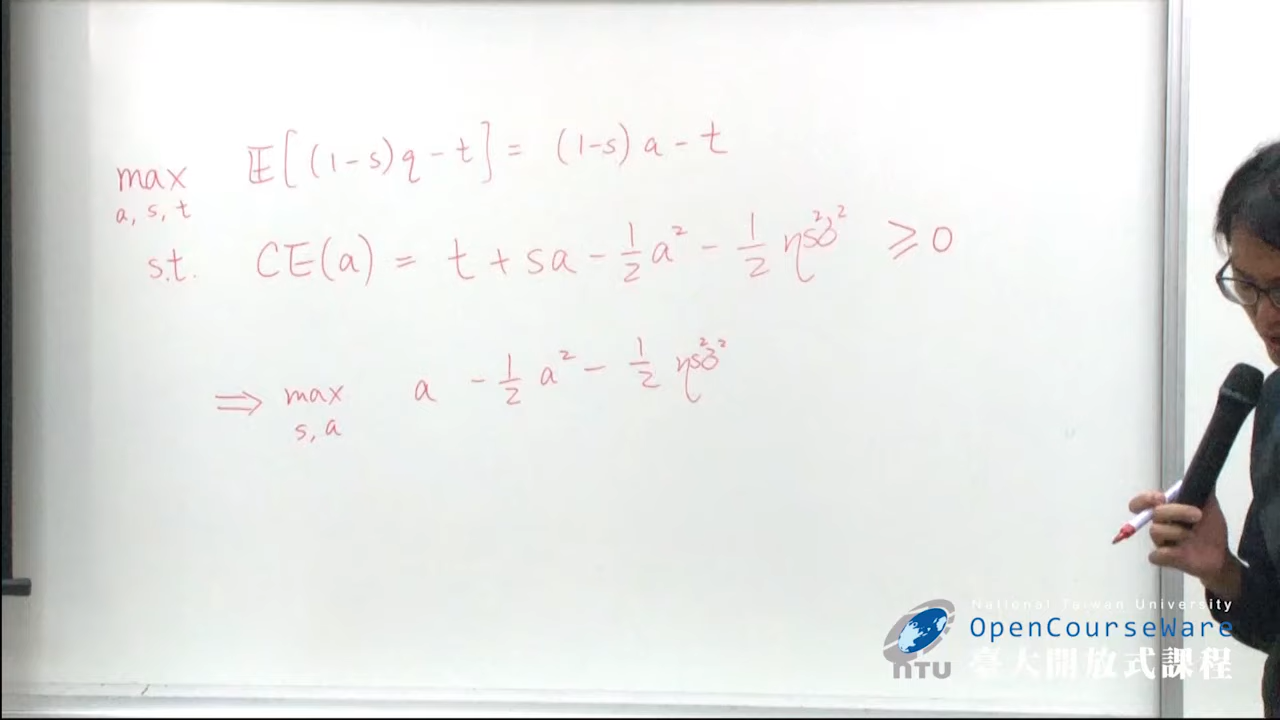 max 𝔼[(1-s)q-t] = (1-s)a-t
a, s, t
s.t. CE(a) = t + sa - 1/2 a² - 1/2 ηs²σ² ≥ 0
⇒ max a - 1/2 a² - 1/2 ηs²σ²
s, a
National Taiwan University
OpenCourseWare
NTU 臺大開放式課程